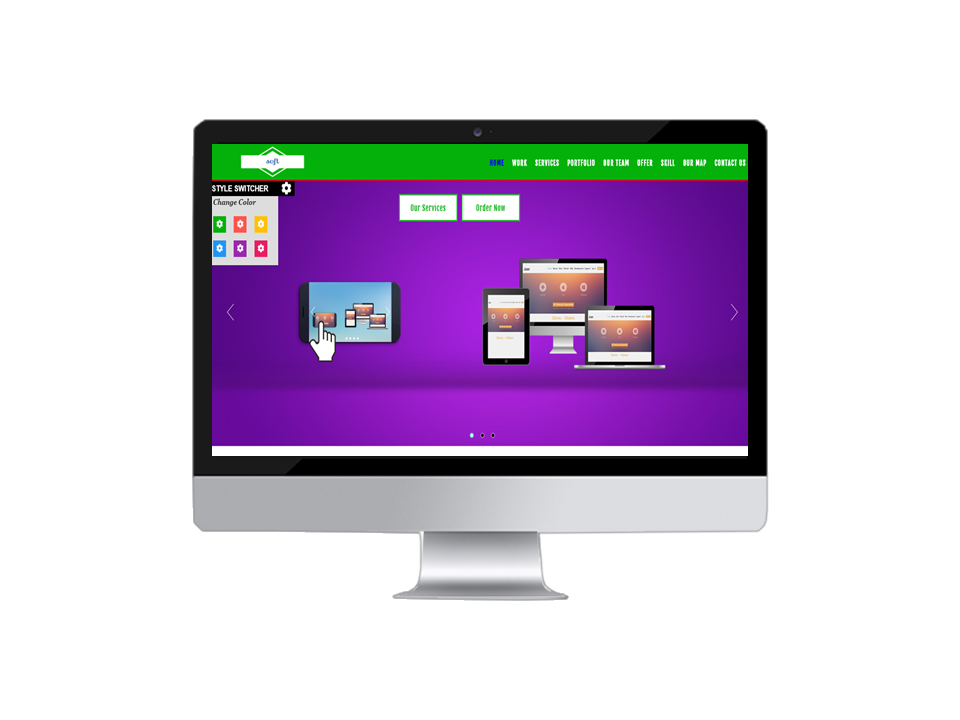 asft
HOME WORK SERVICES PORTFOLIO OUR TEAM OFFER SKILL OUR MAP CONTACT US
STYLE SWITCHER
Change Color
Our Services Order Now